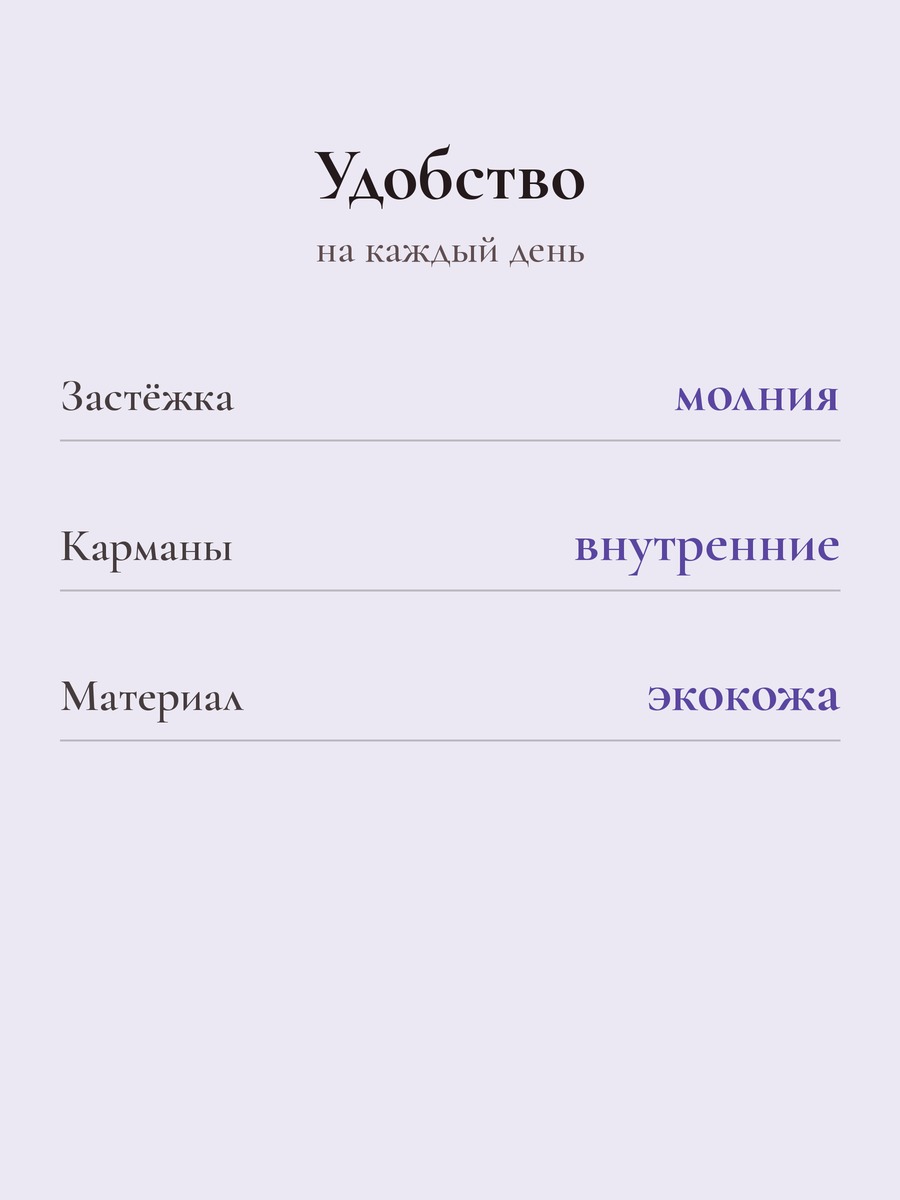 Удобство
на каждый день
Застёжка молния
Карманы внутренние
Материал экокожа